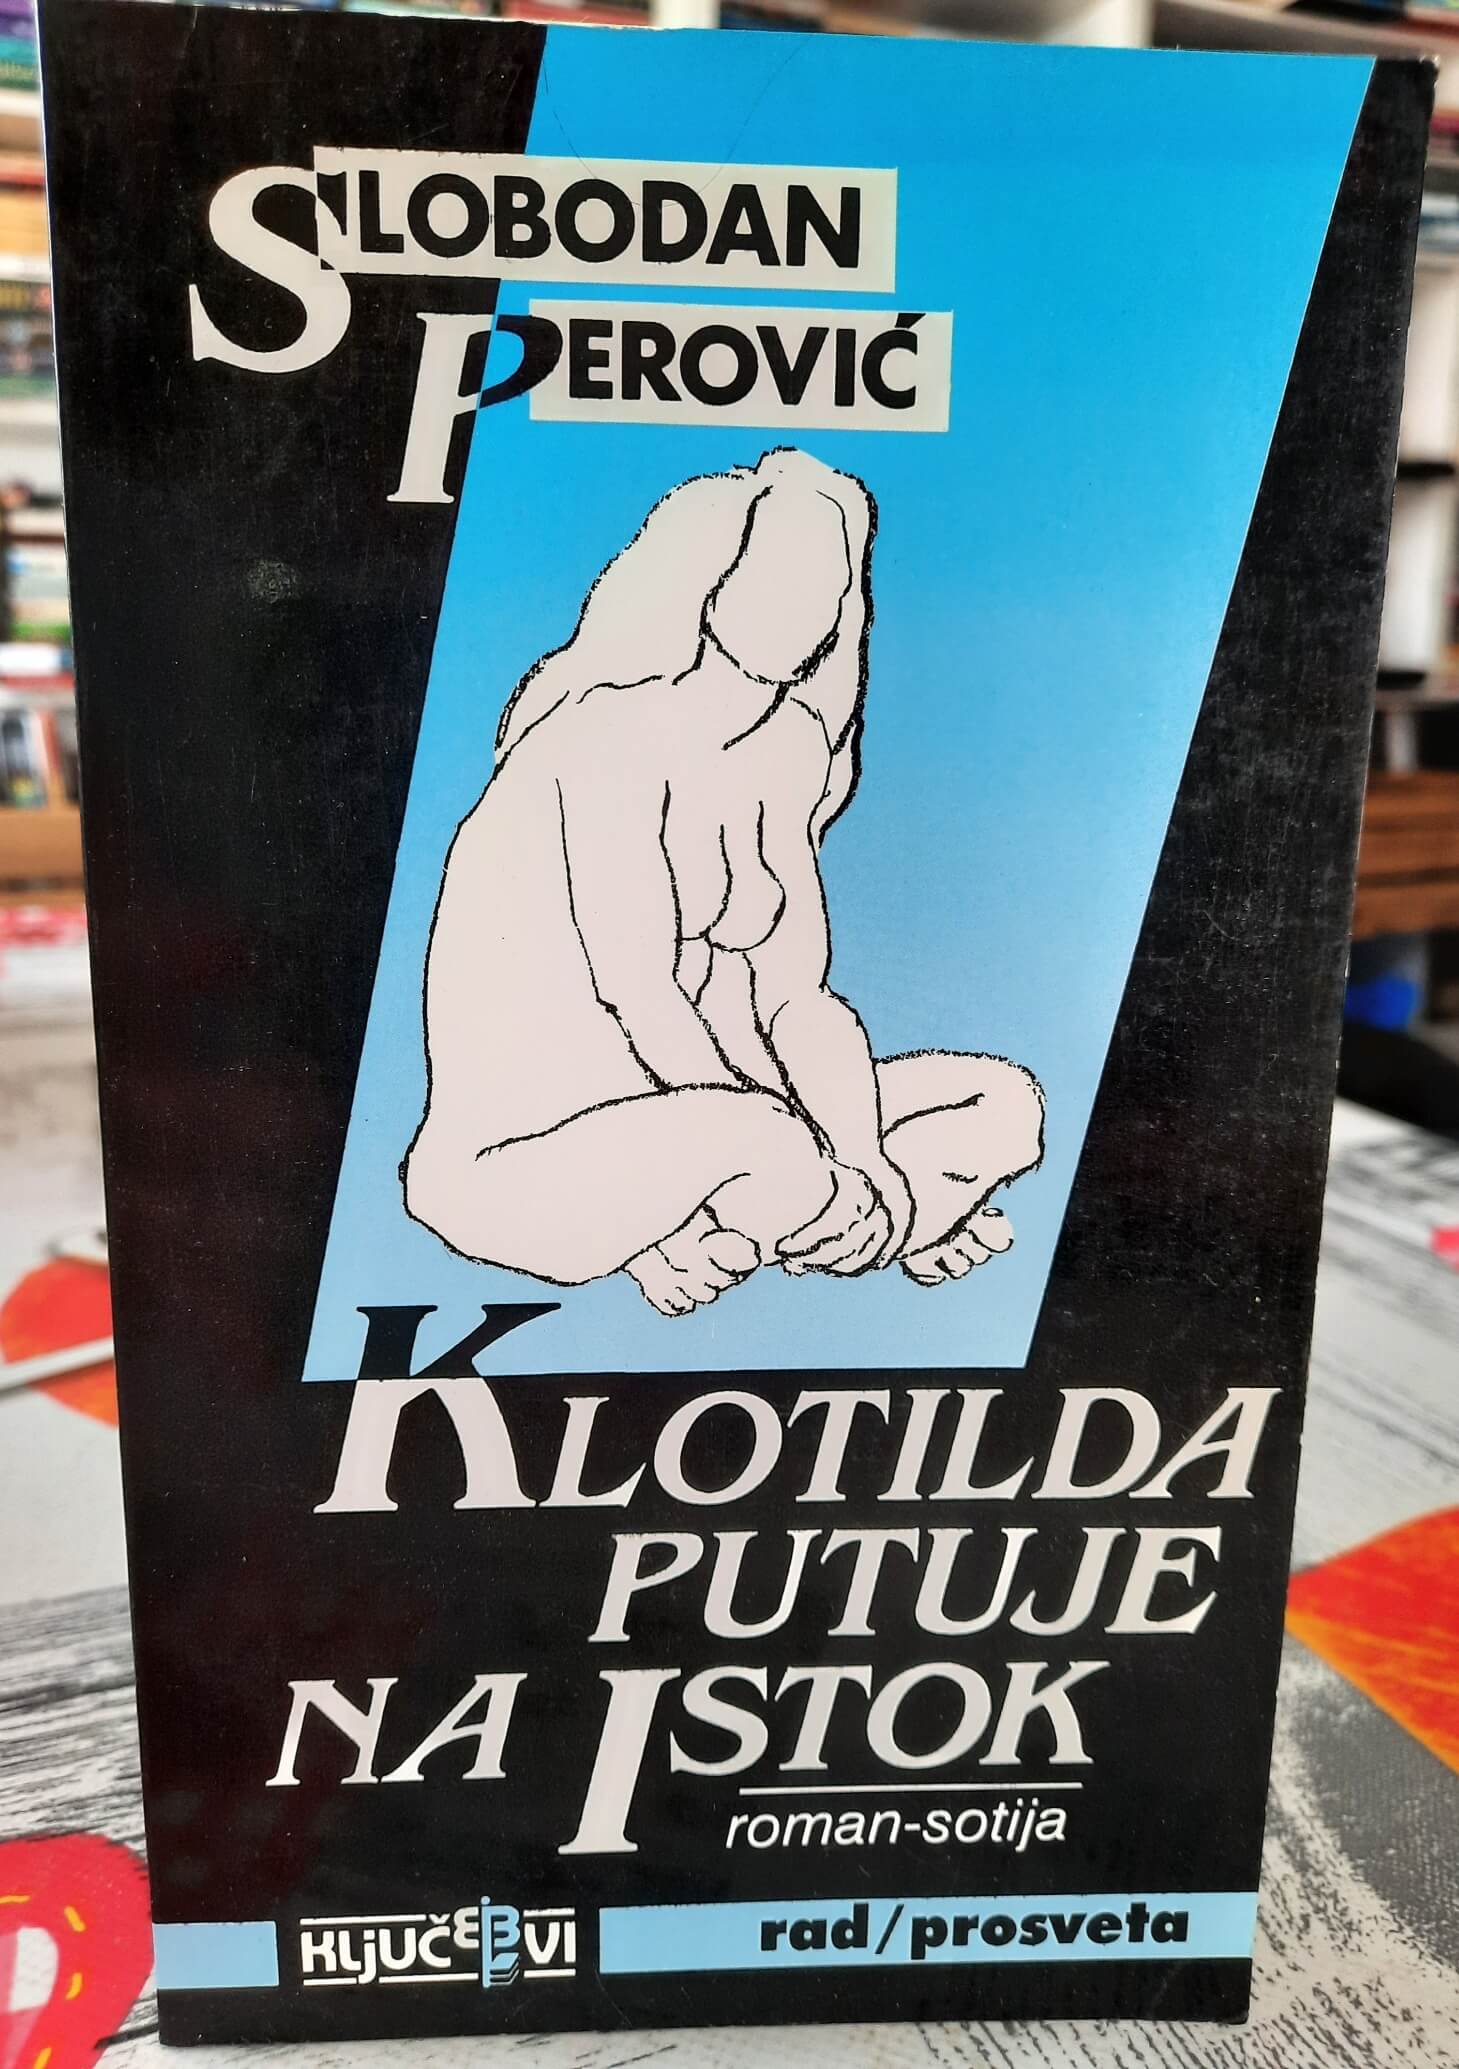 SLOBODAN
PEROVIĆ
KLOTILDA
PUTUJE
NA ISTOK
roman-sotija
KLJUČEVI
rad/prosveta